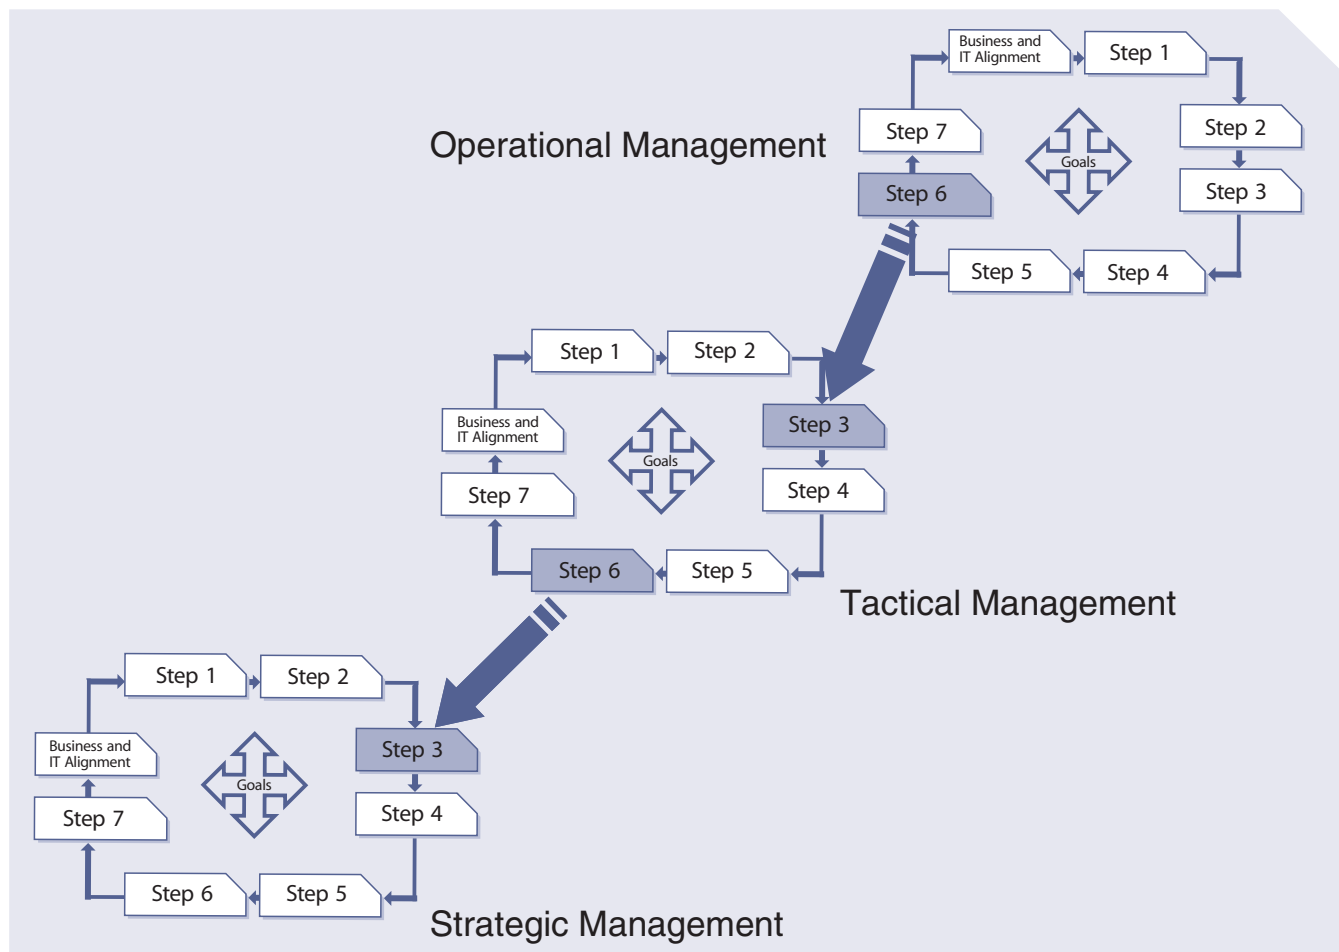 Business and
IT Alignment
Step 1
Step 7
Step 2
Operational Management
Goals
Step 6
Step 3
Step 5
Step 4
Step 1
Step 2
Business and
IT Alignment
Step 3
Goals
Step 7
Step 4
Step 6
Step 5
Tactical Management
Step 1
Step 2
Business and
IT Alignment
Step 3
Goals
Step 7
Step 4
Step 6
Step 5
Strategic Management